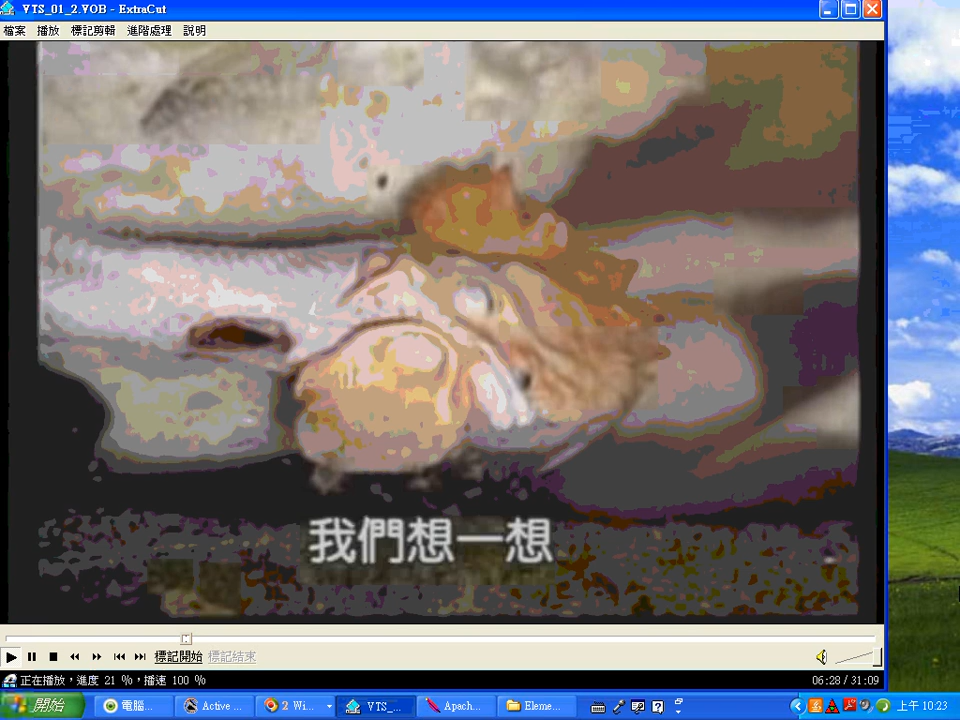 VTS_01_2.VOB - ExtraCut
檔案 播放 標記剪輯 進階處理 說明
我們想一想
標記開始 標記結束
正在播放，進度 21 %，播速 100 %
06:28 / 31:09
開始 電腦... Active ... 2 Wi... VTS_... Apach... Eleme... 上午 10:23